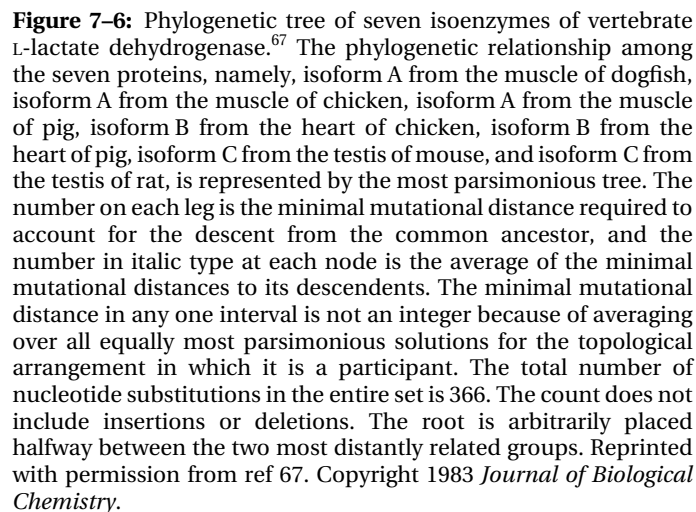 Figure 7–6: Phylogenetic tree of seven isoenzymes of vertebrate
L-lactate dehydrogenase.67 The phylogenetic relationship among
the seven proteins, namely, isoform A from the muscle of dogfish,
isoform A from the muscle of chicken, isoform A from the muscle
of pig, isoform B from the heart of chicken, isoform B from the
heart of pig, isoform C from the testis of mouse, and isoform C from
the testis of rat, is represented by the most parsimonious tree. The
number on each leg is the minimal mutational distance required to
account for the descent from the common ancestor, and the
number in italic type at each node is the average of the minimal
mutational distances to its descendents. The minimal mutational
distance in any one interval is not an integer because of averaging
over all equally most parsimonious solutions for the topological
arrangement in which it is a participant. The total number of
nucleotide substitutions in the entire set is 366. The count does not
include insertions or deletions. The root is arbitrarily placed
halfway between the two most distantly related groups. Reprinted
with permission from ref 67. Copyright 1983 Journal of Biological
Chemistry.